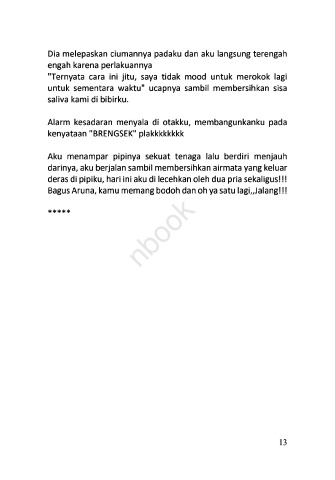 Dia melepaskan ciumannya padaku dan aku langsung terengah
engah karena perlakuannya
"Ternyata cara ini jitu, saya tidak mood untuk merokok lagi
untuk sementara waktu" ucapnya sambil membersihkan sisa
saliva kami di bibirku.
Alarm kesadaran menyala di otakku, membangunkanku pada
kenyataan "BRENGSEK" plakkkkkkkk
Aku menampar pipinya sekuat tenaga lalu berdiri menjauh
darinya, aku berjalan sambil membersihkan airmata yang keluar
deras di pipiku, hari ini aku di lecehkan oleh dua pria sekaligus!!!
Bagus Aruna, kamu memang bodoh dan oh ya satu lagi,,Jalang!!!
*****
nbook
13